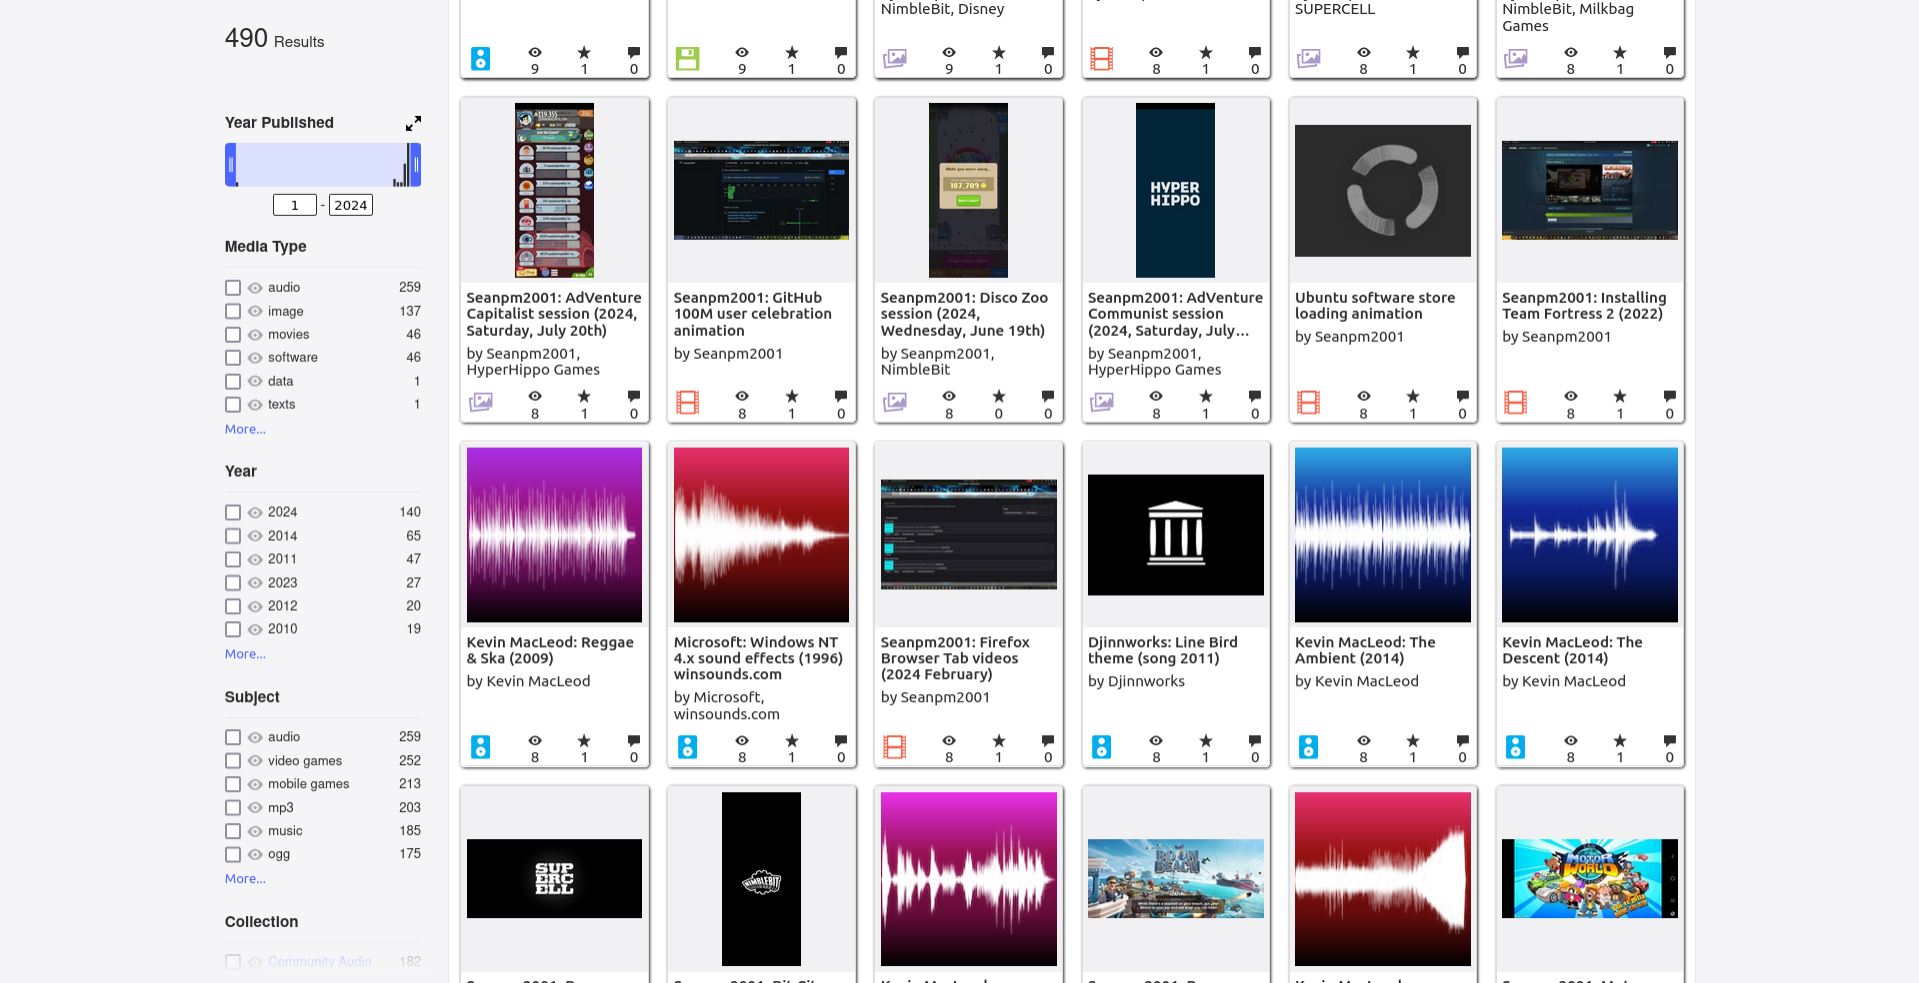 490 Results
Year Published
1 - 2024
Media Type
audio 259
image 137
movies 46
software 46
data 1
texts 1
More...
Year
2024 140
2014 65
2011 47
2023 27
2012 20
2010 19
More...
Subject
audio 259
video games 252
mobile games 213
mp3 203
music 185
ogg 175
More...
Collection
Community Audio 182
NimbleBit, Disney
SUPERCELL
NimbleBit, Milkbag
Games
9 1 0
9 1 0
9 1 0
8 1 0
8 1 0
8 1 0
Seanpm2001: AdVenture
Capitalist session (2024,
Saturday, July 20th)
by Seanpm2001,
HyperHippo Games
8 1 0
Seanpm2001: GitHub
100M user celebration
animation
by Seanpm2001
8 1 0
While you were away...
187,709
Seanpm2001: Disco Zoo
session (2024,
Wednesday, June 19th)
by Seanpm2001,
NimbleBit
8 0 0
HYPER
HIPPO
Seanpm2001: AdVenture
Communist session
(2024, Saturday, July...
by Seanpm2001,
HyperHippo Games
8 1 0
Ubuntu software store
loading animation
by Seanpm2001
8 1 0
Seanpm2001: Installing
Team Fortress 2 (2022)
by Seanpm2001
8 1 0
Kevin MacLeod: Reggae
& Ska (2009)
by Kevin MacLeod
8 1 0
Microsoft: Windows NT
4.x sound effects (1996)
winsounds.com
by Microsoft,
winsounds.com
8 1 0
Seanpm2001: Firefox
Browser Tab videos
(2024 February)
by Seanpm2001
8 1 0
Djinnworks: Line Bird
theme (song 2011)
by Djinnworks
8 1 0
Kevin MacLeod: The
Ambient (2014)
by Kevin MacLeod
8 1 0
Kevin MacLeod: The
Descent (2014)
by Kevin MacLeod
8 1 0
SUP
ERC
ELL
NIMBLEBIT
BOOM
BEACH
MOTOR
WORLD